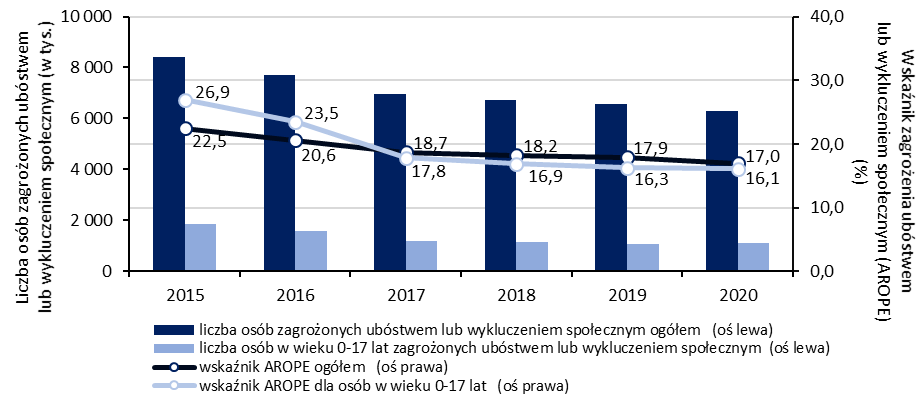 Liczba osób zagrożonych ubóstwem
lub wykluczeniem społecznym (w tys.)
10 000
8 000
6 000
4 000
2 000
0
26,9
23,5
22,5
20,6
18,7
17,8
18,2
16,9
17,9
16,3
17,0
16,1
40,0
30,0
20,0
10,0
0,0
Wskaźnik zagrożenia ubóstwem
lub wykluczeniem społecznym (AROPE)
(%)
2015 2016 2017 2018 2019 2020
liczba osób zagrożonych ubóstwem lub wykluczeniem społecznym ogółem (oś lewa)
liczba osób w wieku 0-17 lat zagrożonych ubóstwem lub wykluczeniem społecznym (oś lewa)
wskaźnik AROPE ogółem (oś prawa)
wskaźnik AROPE dla osób w wieku 0-17 lat (oś prawa)